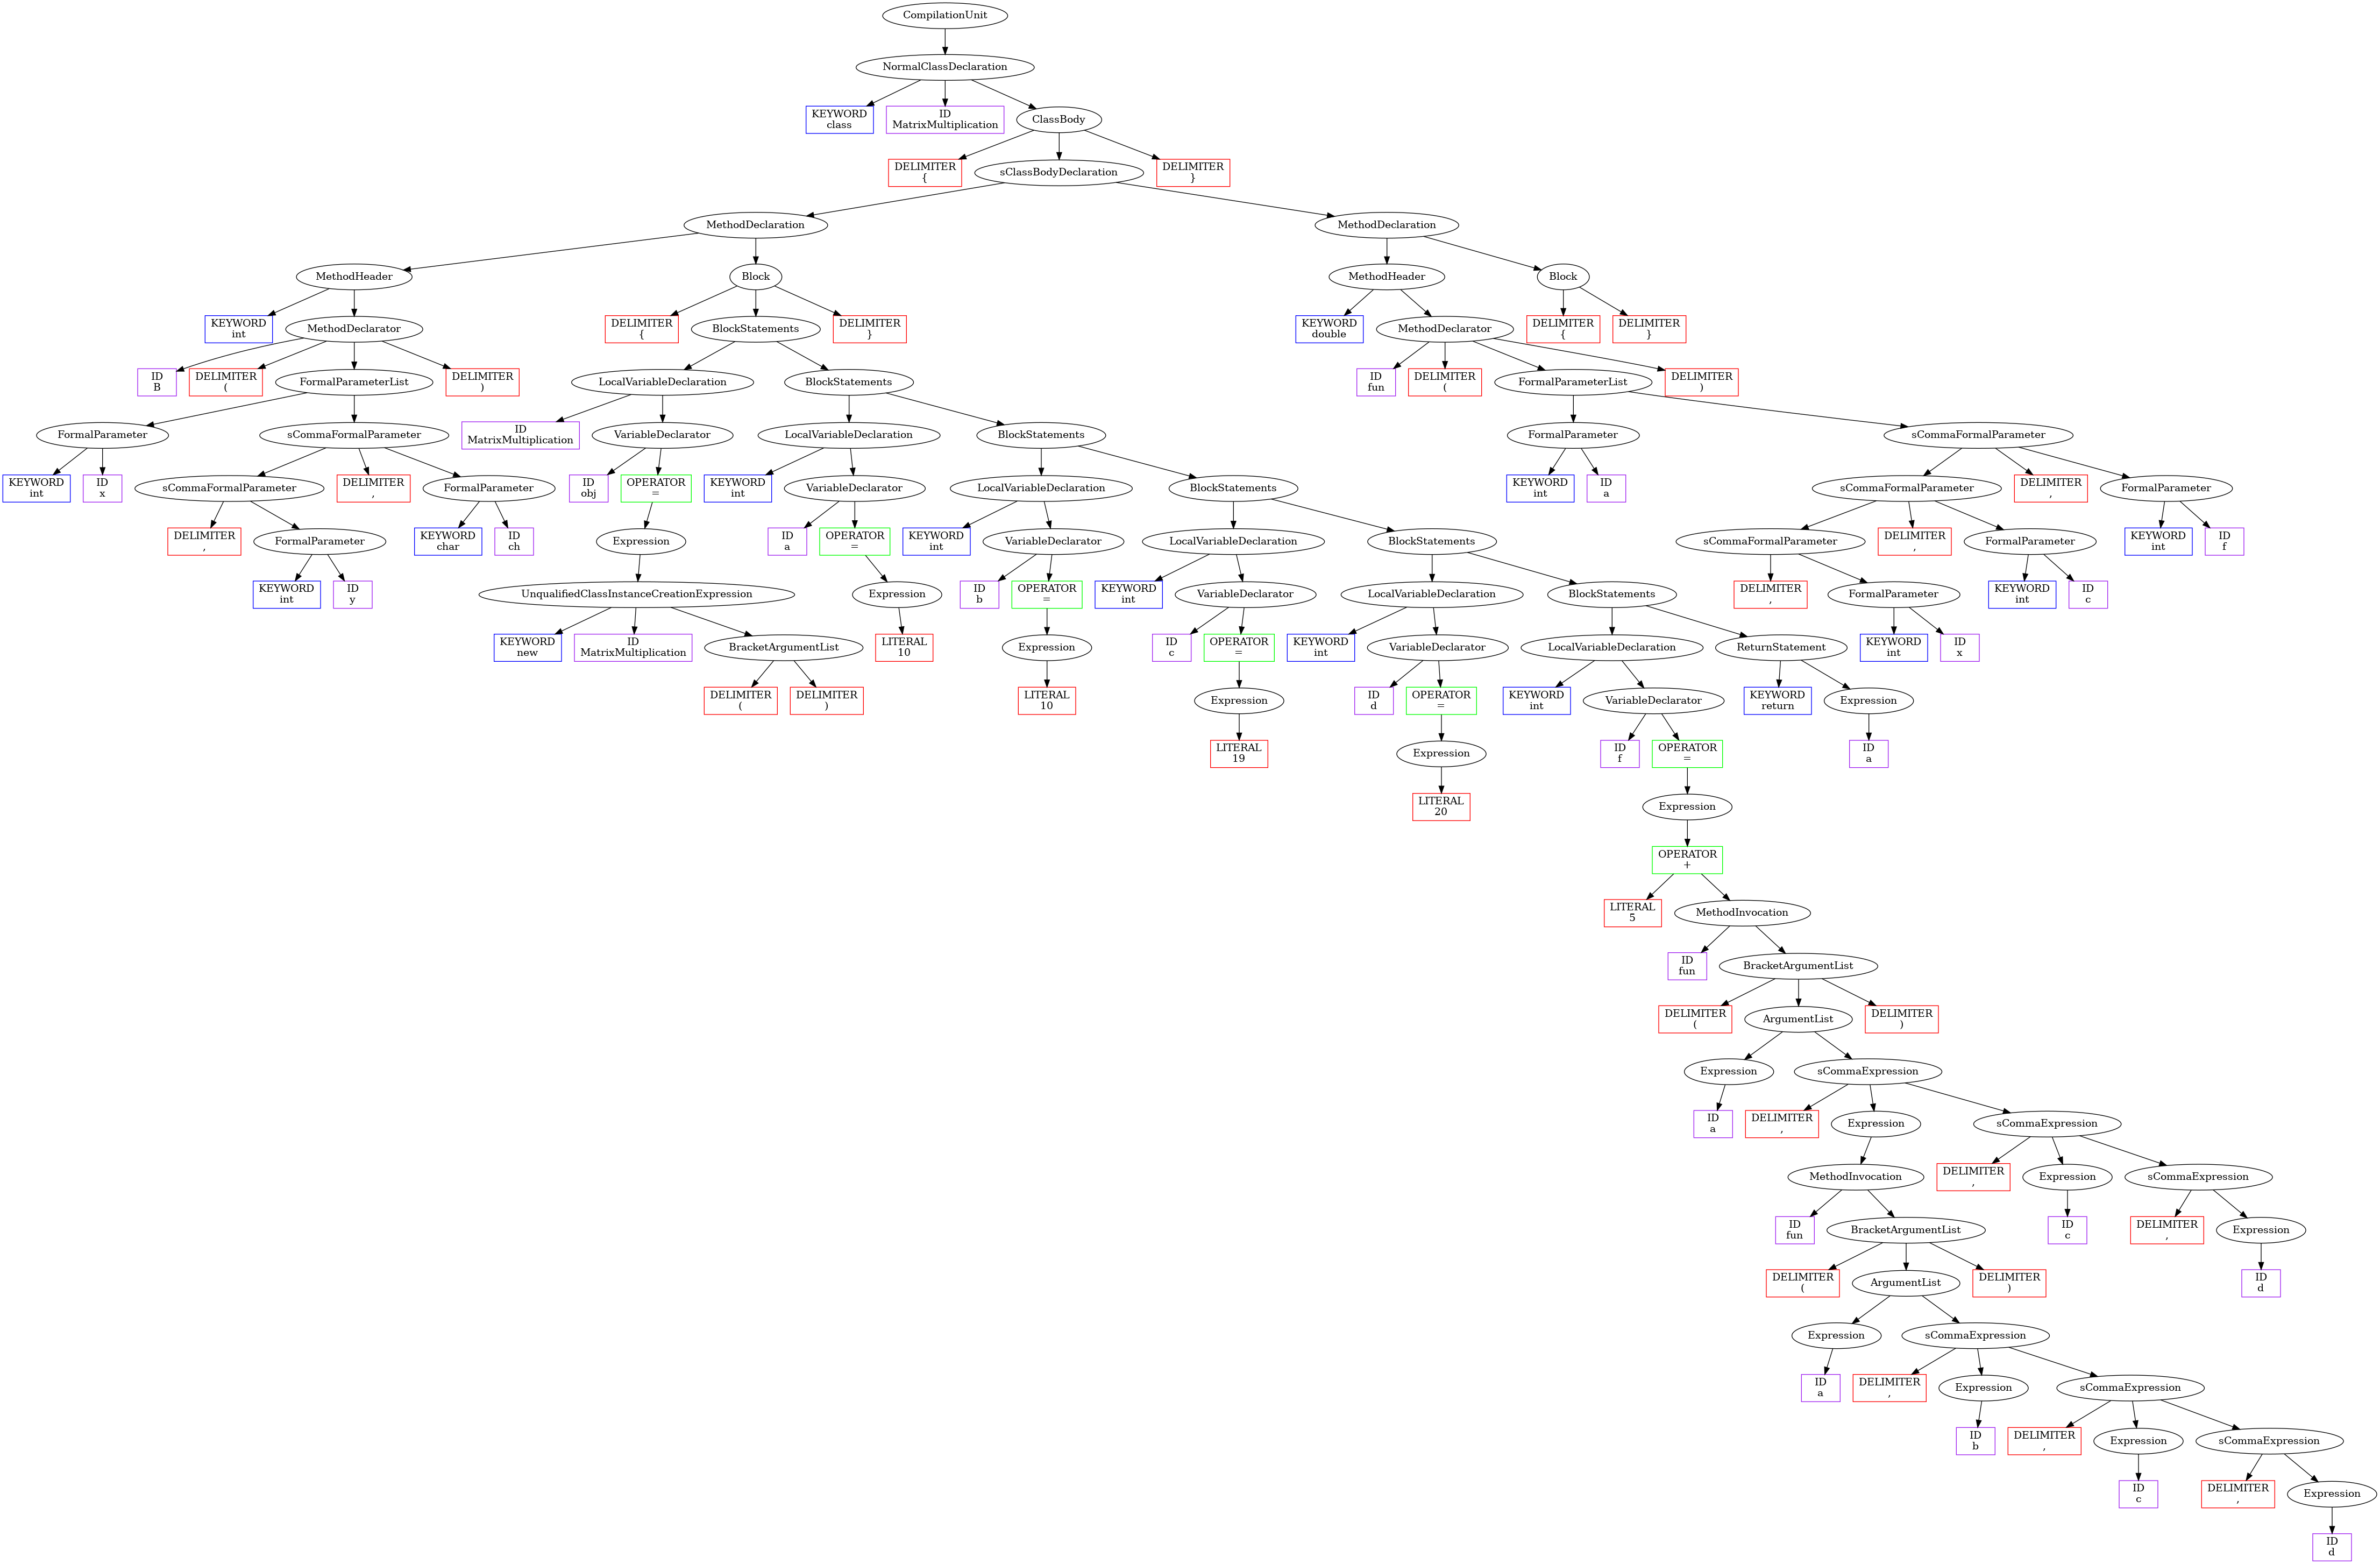 CompilationUnit
NormalClassDeclaration
KEYWORD
class
ID
MatrixMultiplication
ClassBody
DELIMITER
{
sClassBodyDeclaration
DELIMITER
}
MethodDeclaration
MethodDeclaration
MethodHeader
Block
MethodHeader
Block
KEYWORD
int
MethodDeclarator
DELIMITER
{
BlockStatements
DELIMITER
}
KEYWORD
double
MethodDeclarator
DELIMITER
{
DELIMITER
}
ID
B
DELIMITER
(
FormalParameterList
DELIMITER
)
LocalVariableDeclaration
BlockStatements
ID
fun
DELIMITER
(
FormalParameterList
DELIMITER
)
FormalParameter
sCommaFormalParameter
ID
MatrixMultiplication
VariableDeclarator
LocalVariableDeclaration
BlockStatements
FormalParameter
sCommaFormalParameter
KEYWORD
int
ID
x
sCommaFormalParameter
DELIMITER
,
FormalParameter
ID
obj
OPERATOR
=
KEYWORD
int
VariableDeclarator
LocalVariableDeclaration
BlockStatements
KEYWORD
int
ID
a
sCommaFormalParameter
DELIMITER
,
FormalParameter
DELIMITER
,
FormalParameter
KEYWORD
char
ID
ch
Expression
ID
a
OPERATOR
=
KEYWORD
int
VariableDeclarator
LocalVariableDeclaration
BlockStatements
sCommaFormalParameter
DELIMITER
,
FormalParameter
KEYWORD
int
ID
f
KEYWORD
int
ID
y
UnqualifiedClassInstanceCreationExpression
Expression
ID
b
OPERATOR
=
KEYWORD
int
VariableDeclarator
LocalVariableDeclaration
BlockStatements
DELIMITER
,
FormalParameter
KEYWORD
int
ID
c
KEYWORD
new
ID
MatrixMultiplication
BracketArgumentList
LITERAL
10
Expression
ID
c
OPERATOR
=
KEYWORD
int
VariableDeclarator
LocalVariableDeclaration
ReturnStatement
KEYWORD
int
ID
x
DELIMITER
(
DELIMITER
)
LITERAL
10
Expression
ID
d
OPERATOR
=
KEYWORD
int
VariableDeclarator
KEYWORD
return
Expression
LITERAL
19
Expression
ID
f
OPERATOR
=
ID
a
LITERAL
20
Expression
OPERATOR
+
LITERAL
5
MethodInvocation
ID
fun
BracketArgumentList
DELIMITER
(
ArgumentList
DELIMITER
)
Expression
sCommaExpression
ID
a
DELIMITER
,
Expression
sCommaExpression
MethodInvocation
DELIMITER
,
Expression
sCommaExpression
ID
fun
BracketArgumentList
ID
c
DELIMITER
,
Expression
DELIMITER
(
ArgumentList
DELIMITER
)
ID
d
Expression
sCommaExpression
ID
a
DELIMITER
,
Expression
sCommaExpression
ID
b
DELIMITER
,
Expression
sCommaExpression
ID
c
DELIMITER
,
Expression
ID
d